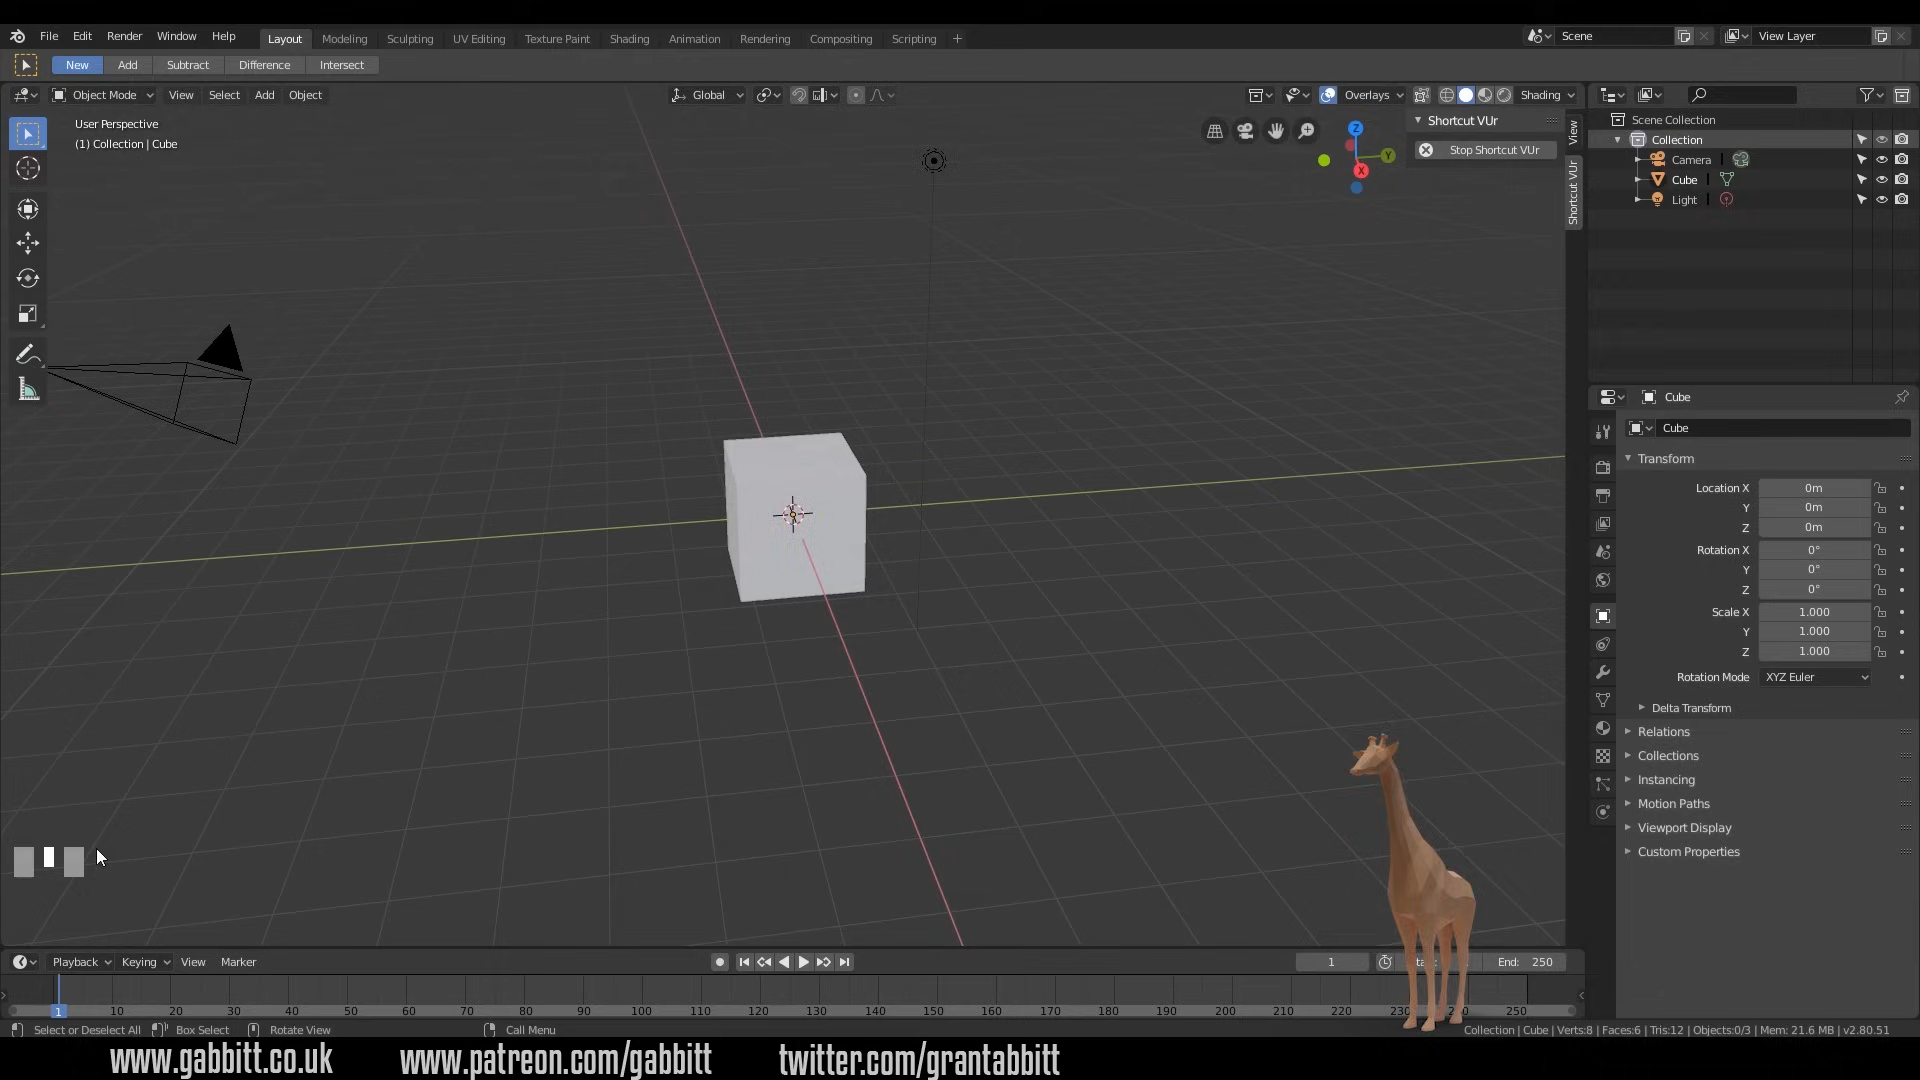 File Edit Render Window Help Layout Modeling Sculpting UV Editing Texture Paint Shading Animation Rendering Compositing Scripting + Scene View Layer
New Add Subtract Difference Intersect
Object Mode View Select Add Object Global Overlays Shading
User Perspective
(1) Collection | Cube
Shortcut VUr
Stop Shortcut VUr
View
Shortcut VUr
Scene Collection
Collection
Camera
Cube
Light
Z
Y
X
Cube
Cube
Transform
Location X 0m
Y 0m
Z 0m
Rotation X 0°
Y 0°
Z 0°
Scale X 1.000
Y 1.000
Z 1.000
Rotation Mode XYZ Euler
Delta Transform
Relations
Collections
Instancing
Motion Paths
Viewport Display
Custom Properties
Playback Keying View Marker 1 End: 250
1 10 20 30 40 50 60 70 80 90 100 110 120 130 140 150 160 170 180 190 200 210 220 230 240 250
Select or Deselect All Box Select Rotate View Call Menu Collection | Cube | Verts:8 | Faces:6 | Tris:12 | Objects:0/3 | Mem: 21.6 MB | v2.80.51
www.gabbitt.co.uk www.patreon.com/gabbitt twitter.com/grantabbitt